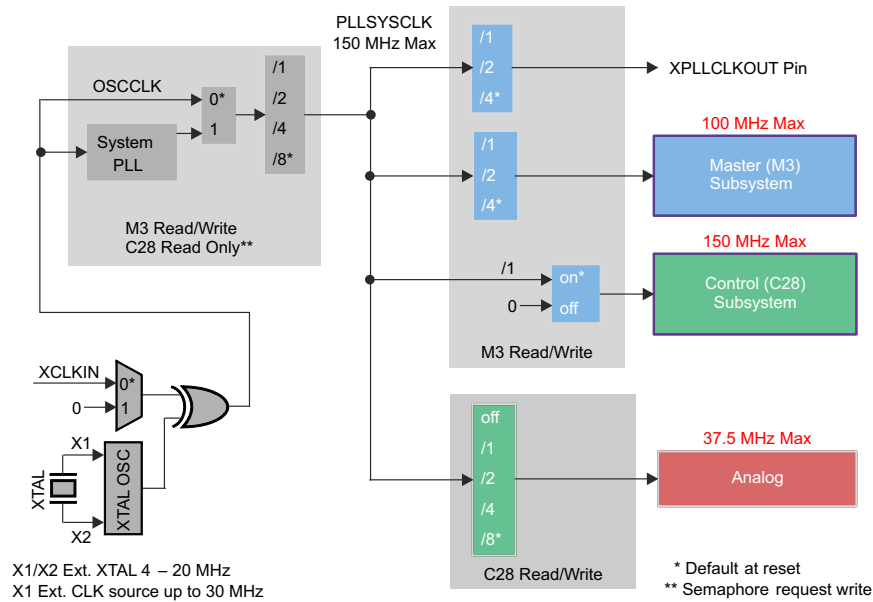 PLLSYSCLK
150 MHz Max
OSCCLK
0*
1
System
PLL
/1
/2
/4
/8*
M3 Read/Write
C28 Read Only**
/1
/2
/4*
XPLLCLKOUT Pin
/1
/2
/4*
100 MHz Max
Master (M3)
Subsystem
/1
0
on*
off
150 MHz Max
Control (C28)
Subsystem
M3 Read/Write
XCLKIN
0*
0
1
X1
XTAL
X2
XTAL OSC
off
/1
/2
/4
/8*
37.5 MHz Max
Analog
C28 Read/Write
X1/X2 Ext. XTAL 4 – 20 MHz
X1 Ext. CLK source up to 30 MHz
* Default at reset
** Semaphore request write